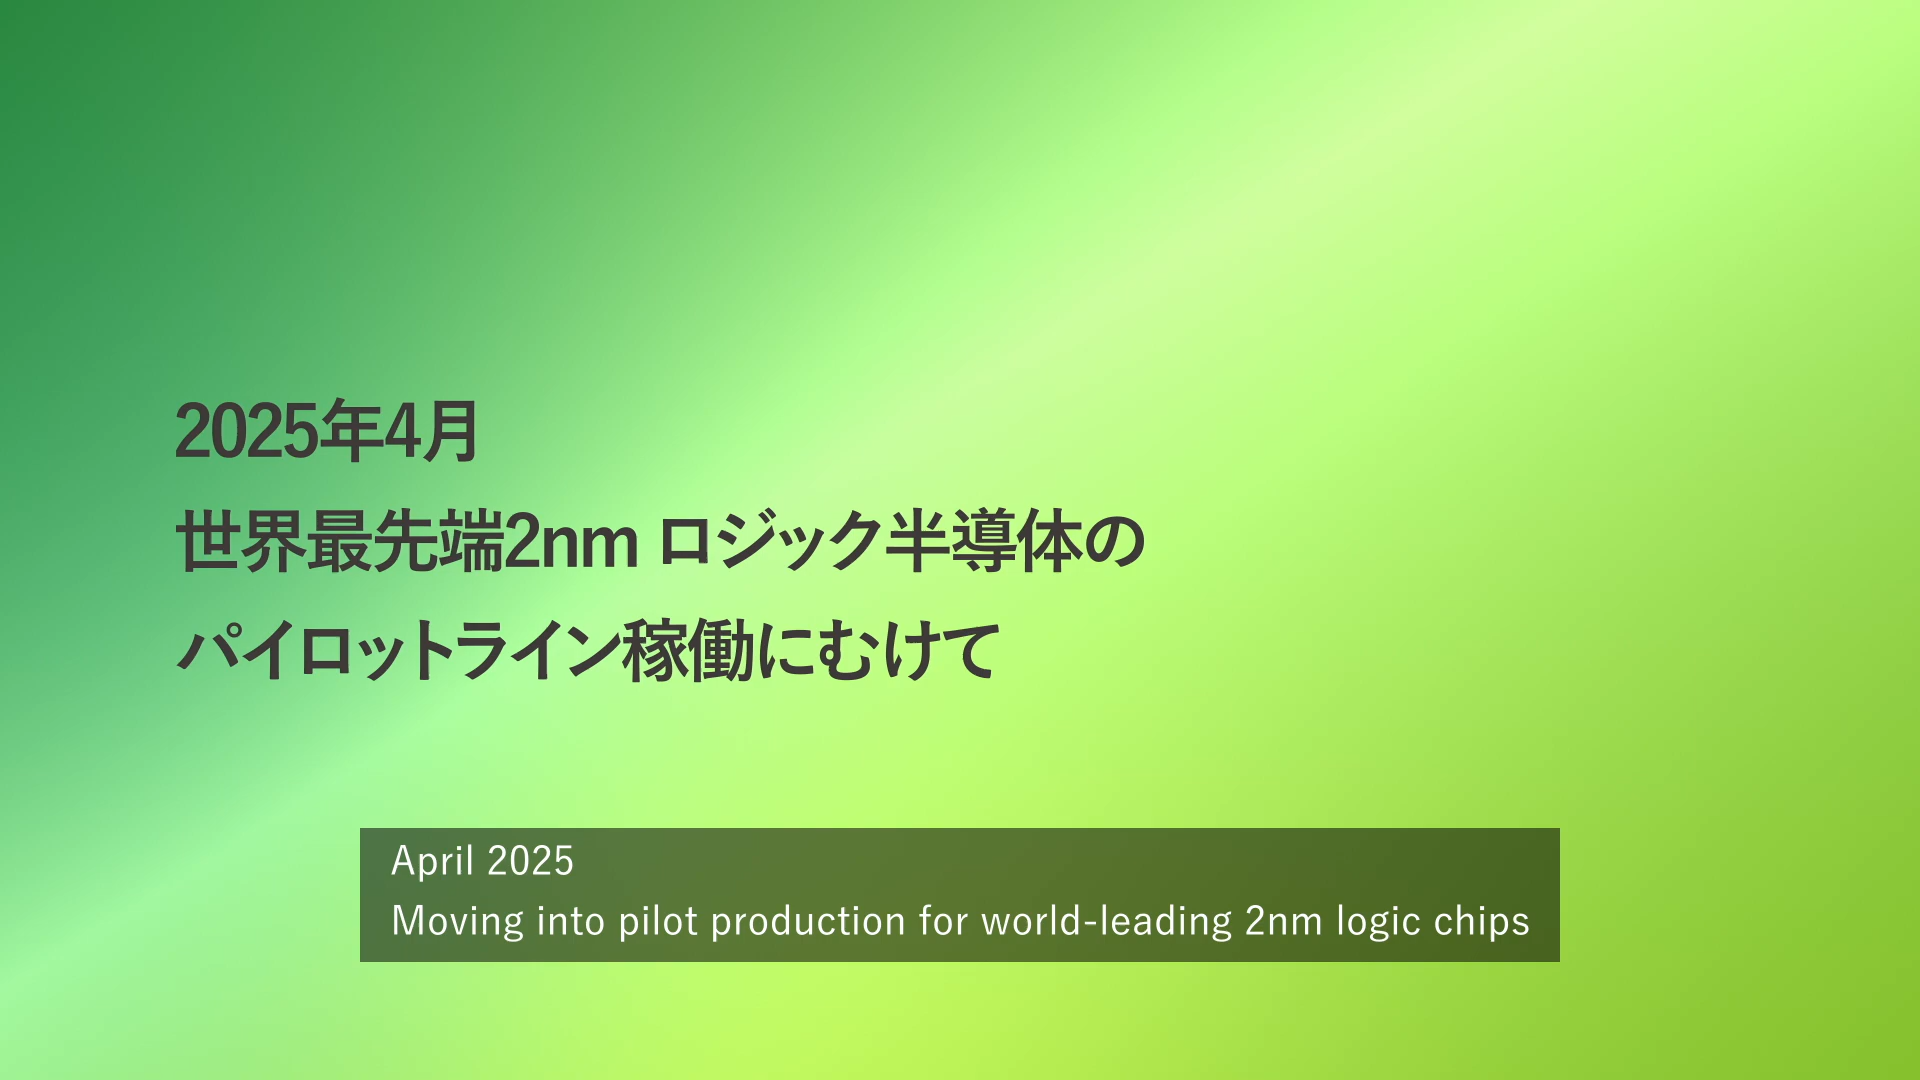 2025年4月
世界最先端2nm ロジック半導体の
パイロットライン稼働にむけて
April 2025
Moving into pilot production for world-leading 2nm logic chips